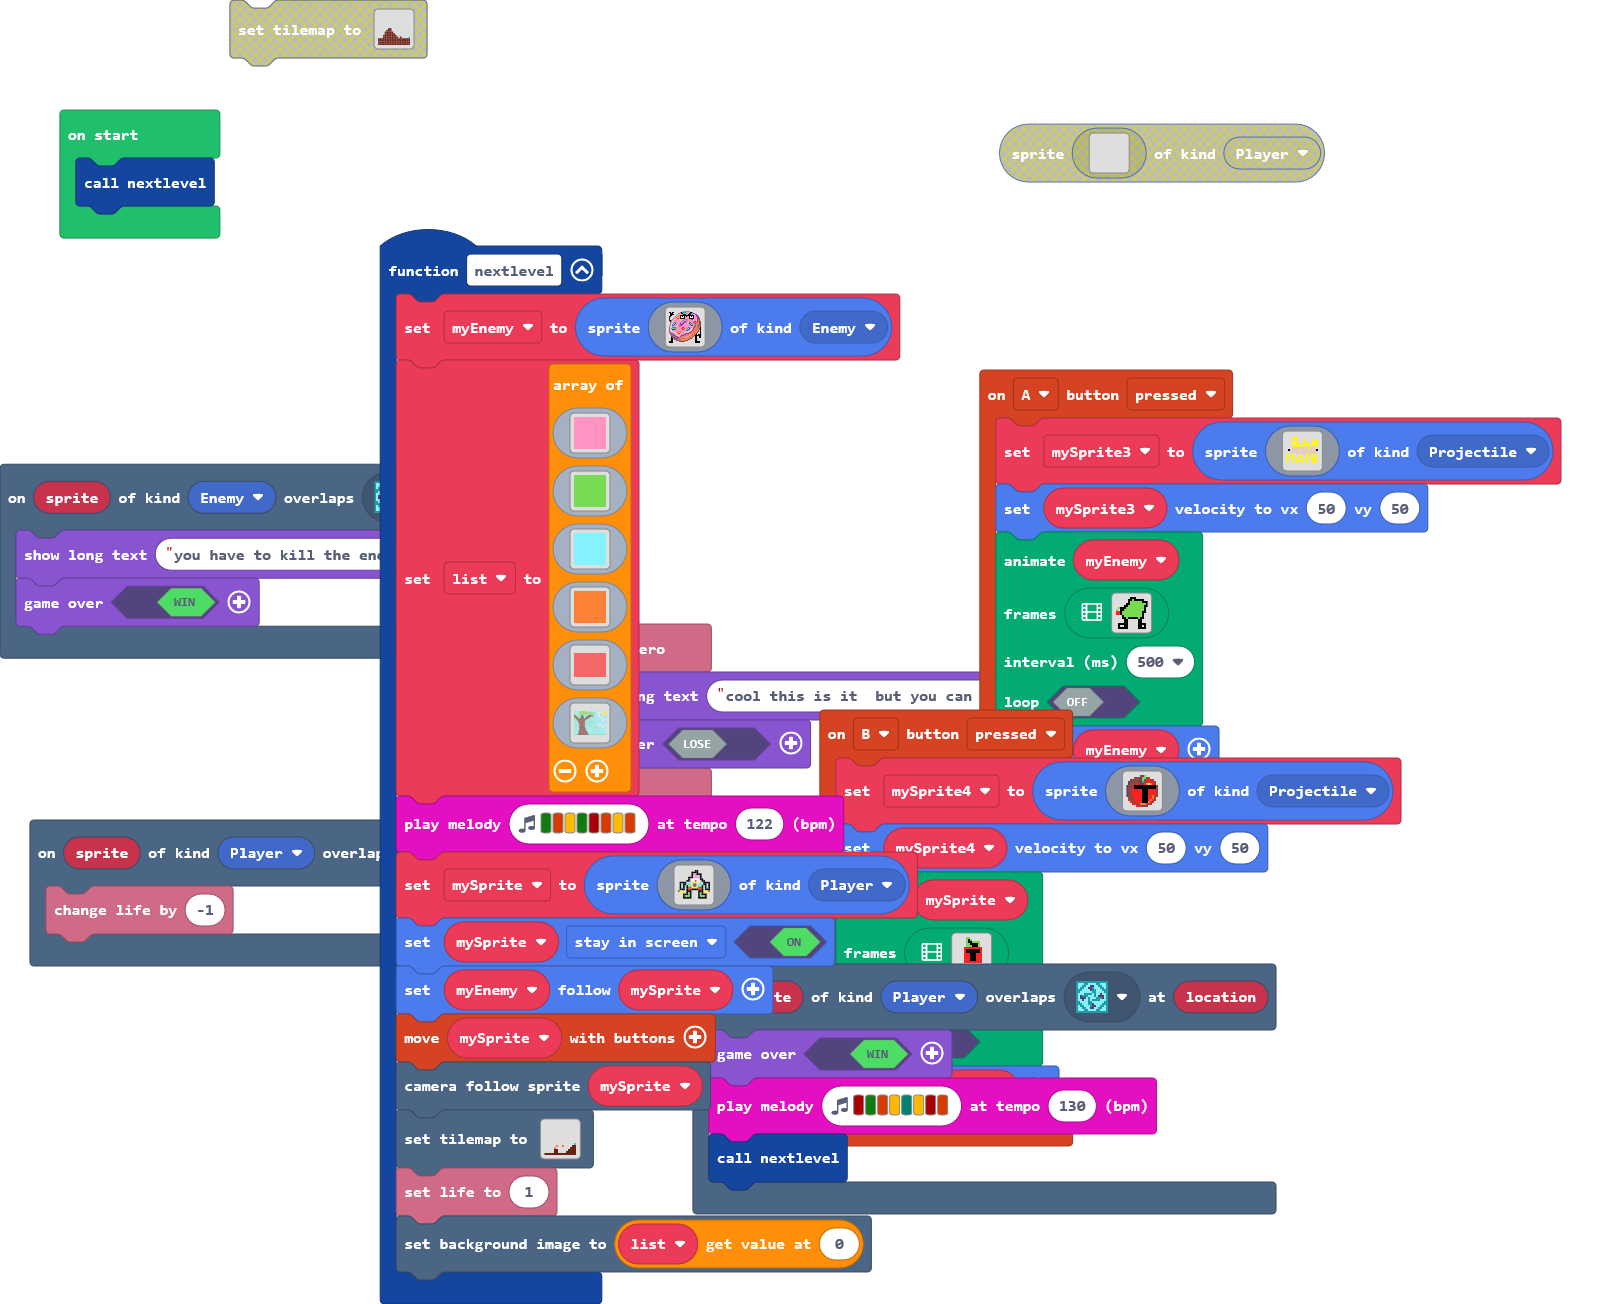 set tilemap to
on start
call nextlevel
sprite of kind Player
function nextlevel
set myEnemy to sprite of kind Enemy
array of
set list to
play melody at tempo 122 (bpm)
set mySprite to sprite of kind Player
set mySprite stay in screen ON
set myEnemy follow mySprite
move mySprite with buttons
camera follow sprite mySprite
set tilemap to
set life to 1
set background image to list get value at 0
on sprite of kind Enemy overlaps
show long text "you have to kill the
game over WIN
on sprite of kind Player
change life by -1
text "cool this is it but you can
LOSE
on A button pressed
set mySprite3 to sprite of kind Projectile
set mySprite3 velocity to vx 50 vy 50
animate myEnemy
frames
interval (ms) 500
loop OFF
myEnemy
on B button pressed
set mySprite4 to sprite of kind Projectile
set mySprite4 velocity to vx 50 vy 50
mySprite
frames
of kind Player overlaps at location
game over WIN
play melody at tempo 130 (bpm)
call nextlevel